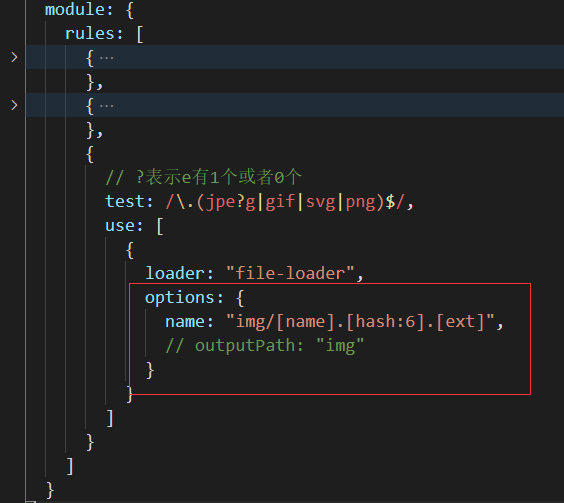 module: {
rules: [
{ ···
},
{ ···
},
{
// ?表示e有1个或者0个
test: /\.(jpe?g|gif|svg|png)$/,
use: [
{
loader: "file-loader",
options: {
name: "img/[name].[hash:6].[ext]",
// outputPath: "img"
}
}
]
}
]
}